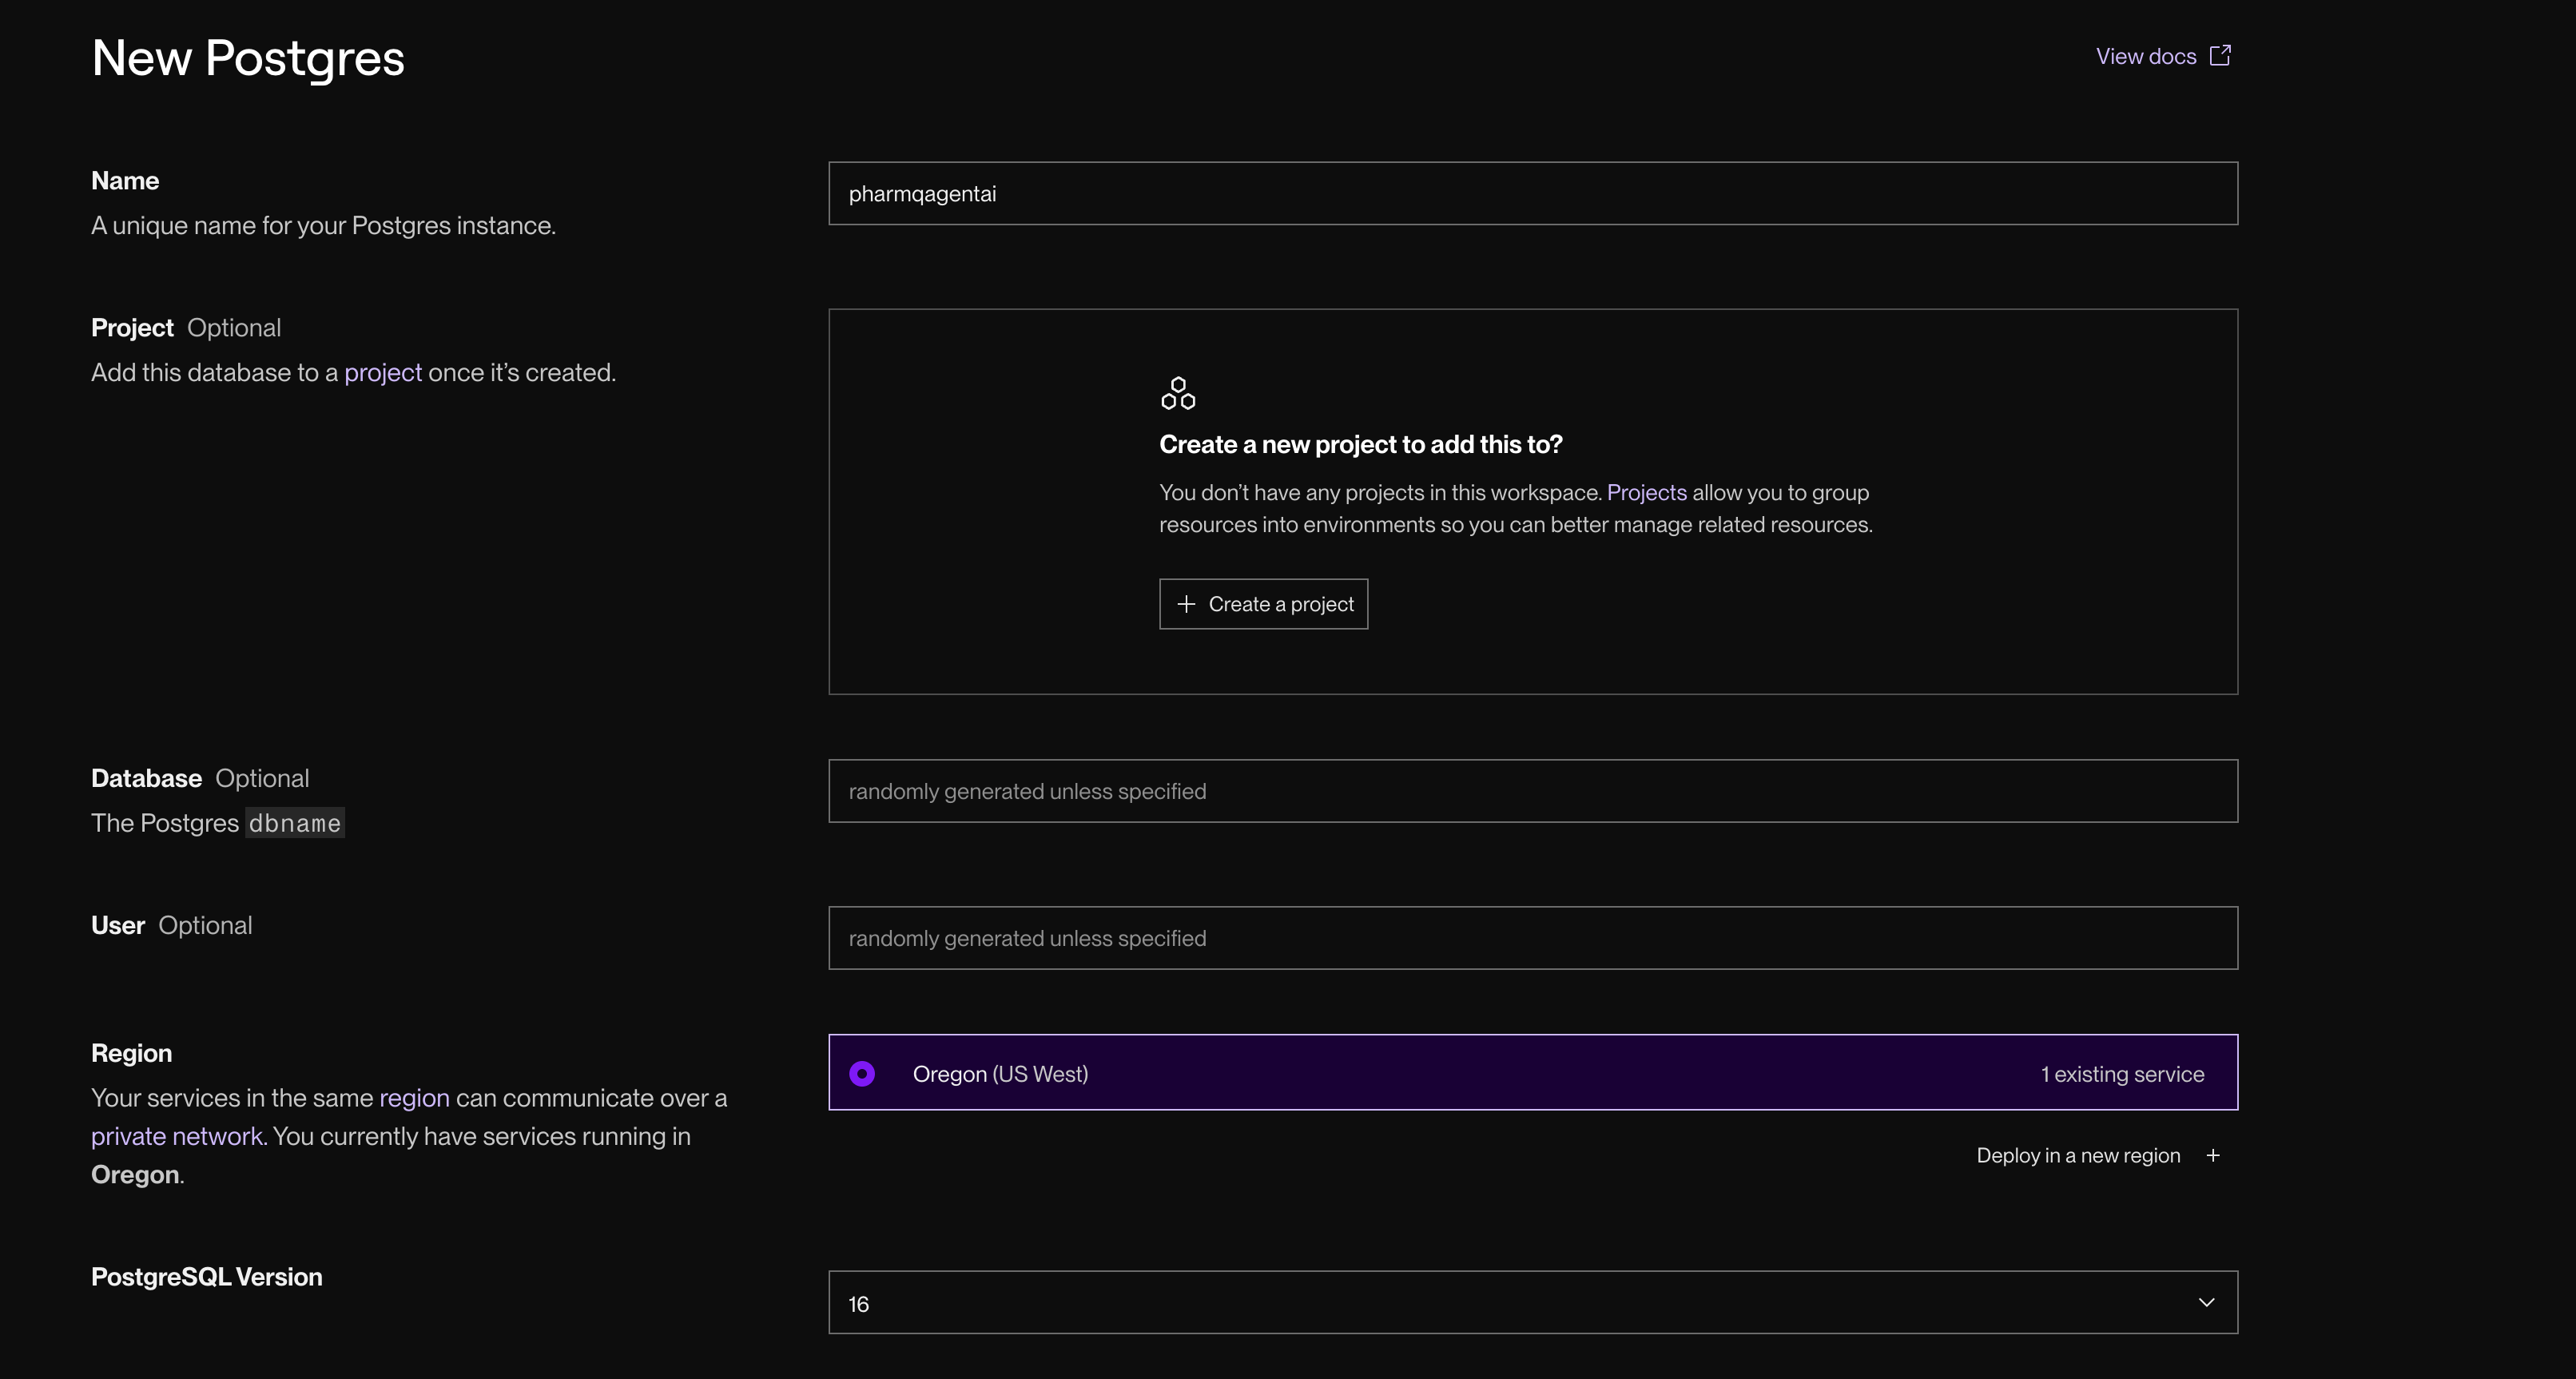 New Postgres
View docs
Name
A unique name for your Postgres instance.
pharmqagentai
Project Optional
Add this database to a project once it’s created.
Create a new project to add this to?
You don’t have any projects in this workspace. Projects allow you to group
resources into environments so you can better manage related resources.
Create a project
Database Optional
The Postgres dbname
randomly generated unless specified
User Optional
randomly generated unless specified
Region
Your services in the same region can communicate over a
private network. You currently have services running in
Oregon.
Oregon (US West)
1 existing service
Deploy in a new region +
PostgreSQL Version
16